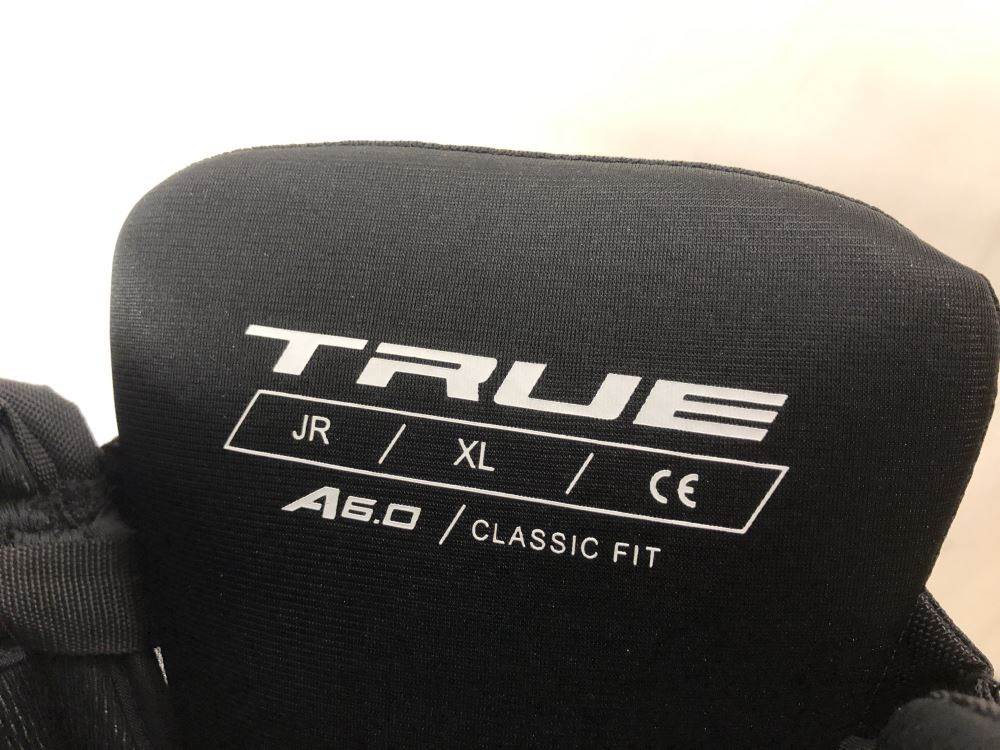 TRUE
JR / XL / CE
A6.0 / CLASSIC FIT